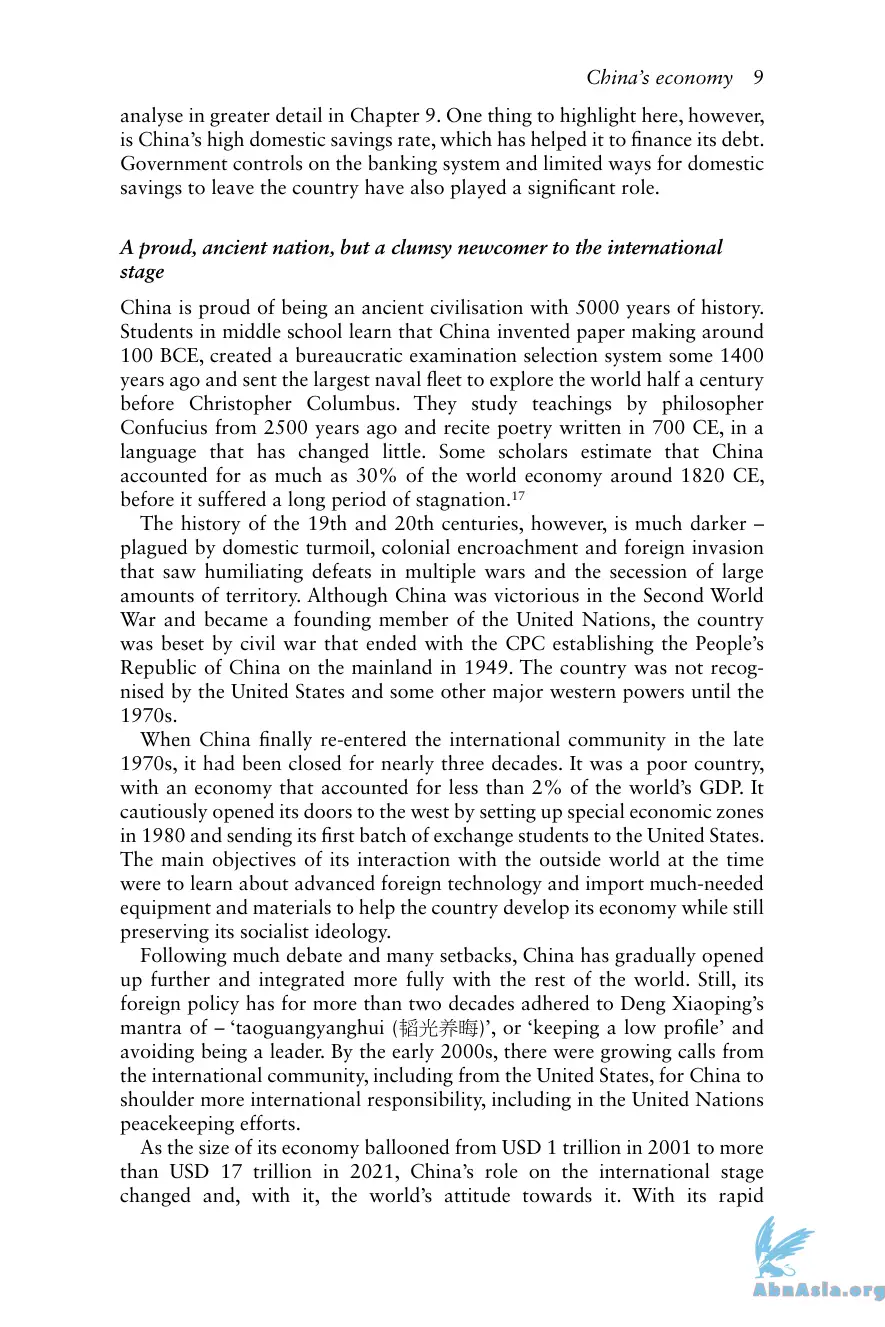 China's economy 9
analyse in greater detail in Chapter 9. One thing to highlight here, however,
is China's high domestic savings rate, which has helped it to finance its debt.
Government controls on the banking system and limited ways for domestic
savings to leave the country have also played a significant role.
A proud, ancient nation, but a clumsy newcomer to the international
stage
China is proud of being an ancient civilisation with 5000 years of history.
Students in middle school learn that China invented paper making around
100 BCE, created a bureaucratic examination selection system some 1400
years ago and sent the largest naval fleet to explore the world half a century
before Christopher Columbus. They study teachings by philosopher
Confucius from 2500 years ago and recite poetry written in 700 CE, in a
language that has changed little. Some scholars estimate that China
accounted for as much as 30% of the world economy around 1820 CE,
before it suffered a long period of stagnation.17
The history of the 19th and 20th centuries, however, is much darker –
plagued by domestic turmoil, colonial encroachment and foreign invasion
that saw humiliating defeats in multiple wars and the secession of large
amounts of territory. Although China was victorious in the Second World
War and became a founding member of the United Nations, the country
was beset by civil war that ended with the CPC establishing the People's
Republic of China on the mainland in 1949. The country was not recog-
nised by the United States and some other major western powers until the
1970s.
When China finally re-entered the international community in the late
1970s, it had been closed for nearly three decades. It was a poor country,
with an economy that accounted for less than 2% of the world's GDP. It
cautiously opened its doors to the west by setting up special economic zones
in 1980 and sending its first batch of exchange students to the United States.
The main objectives of its interaction with the outside world at the time
were to learn about advanced foreign technology and import much-needed
equipment and materials to help the country develop its economy while still
preserving its socialist ideology.
Following much debate and many setbacks, China has gradually opened
up further and integrated more fully with the rest of the world. Still, its
foreign policy has for more than two decades adhered to Deng Xiaoping's
mantra of – 'taoguangyanghui (韬光养晦)', or 'keeping a low profile' and
avoiding being a leader. By the early 2000s, there were growing calls from
the international community, including from the United States, for China to
shoulder more international responsibility, including in the United Nations
peacekeeping efforts.
As the size of its economy ballooned from USD 1 trillion in 2001 to more
than USD 17 trillion in 2021, China's role on the international stage
changed and, with it, the world's attitude towards it. With its rapid
AbnAsia.org